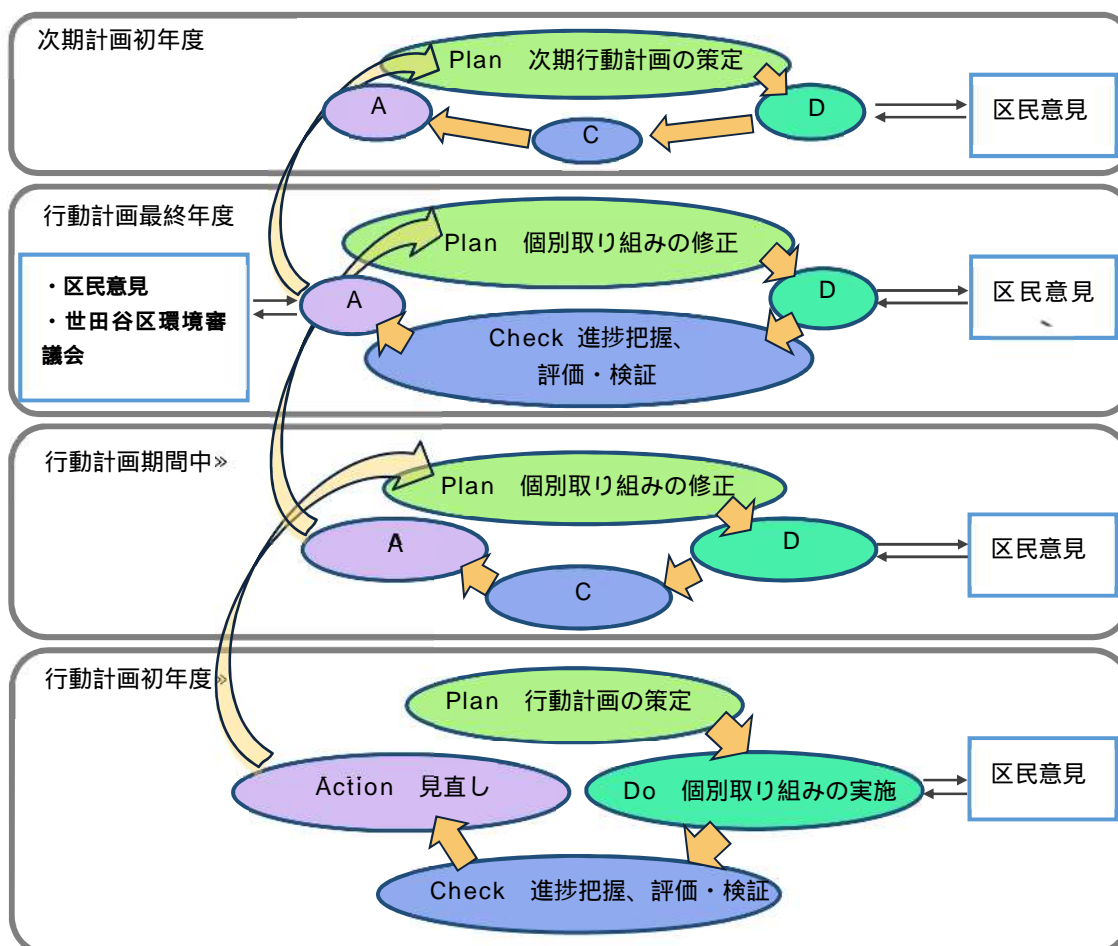 次期計画初年度
Plan 次期行動計画の策定
A
D
C
区民意見
行動計画最終年度
Plan 個別取り組みの修正
・区民意見
・世田谷区環境審
議会
A
D
区民意見
Check 進捗把握、
評価・検証
行動計画期間中»
Plan 個別取り組みの修正
A
D
C
区民意見
行動計画初年度»
Plan 行動計画の策定
Action 見直し
Do 個別取り組みの実施
区民意見
Check 進捗把握、評価・検証